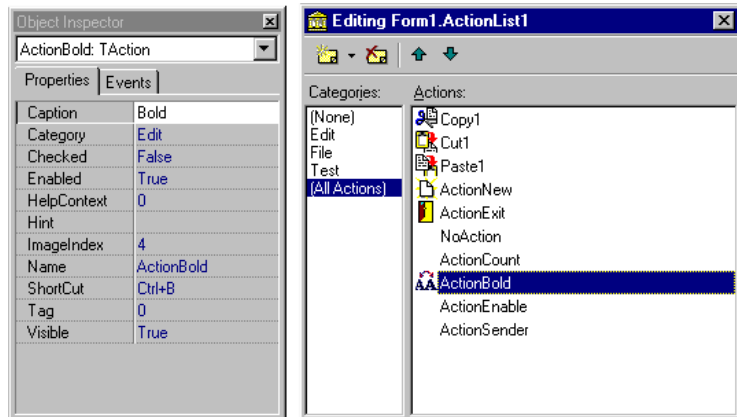 Object Inspector
ActionBold: TAction
Properties Events
Caption Bold
Category Edit
Checked False
Enabled True
HelpContext 0
Hint
ImageIndex 4
Name ActionBold
ShortCut Ctrl+B
Tag 0
Visible True
Editing Form1.ActionList1
Categories: Actions:
(None)
Edit
File
Test
(All Actions)
Copy1
Cut1
Paste1
ActionNew
ActionExit
NoAction
ActionCount
ActionBold
ActionEnable
ActionSender